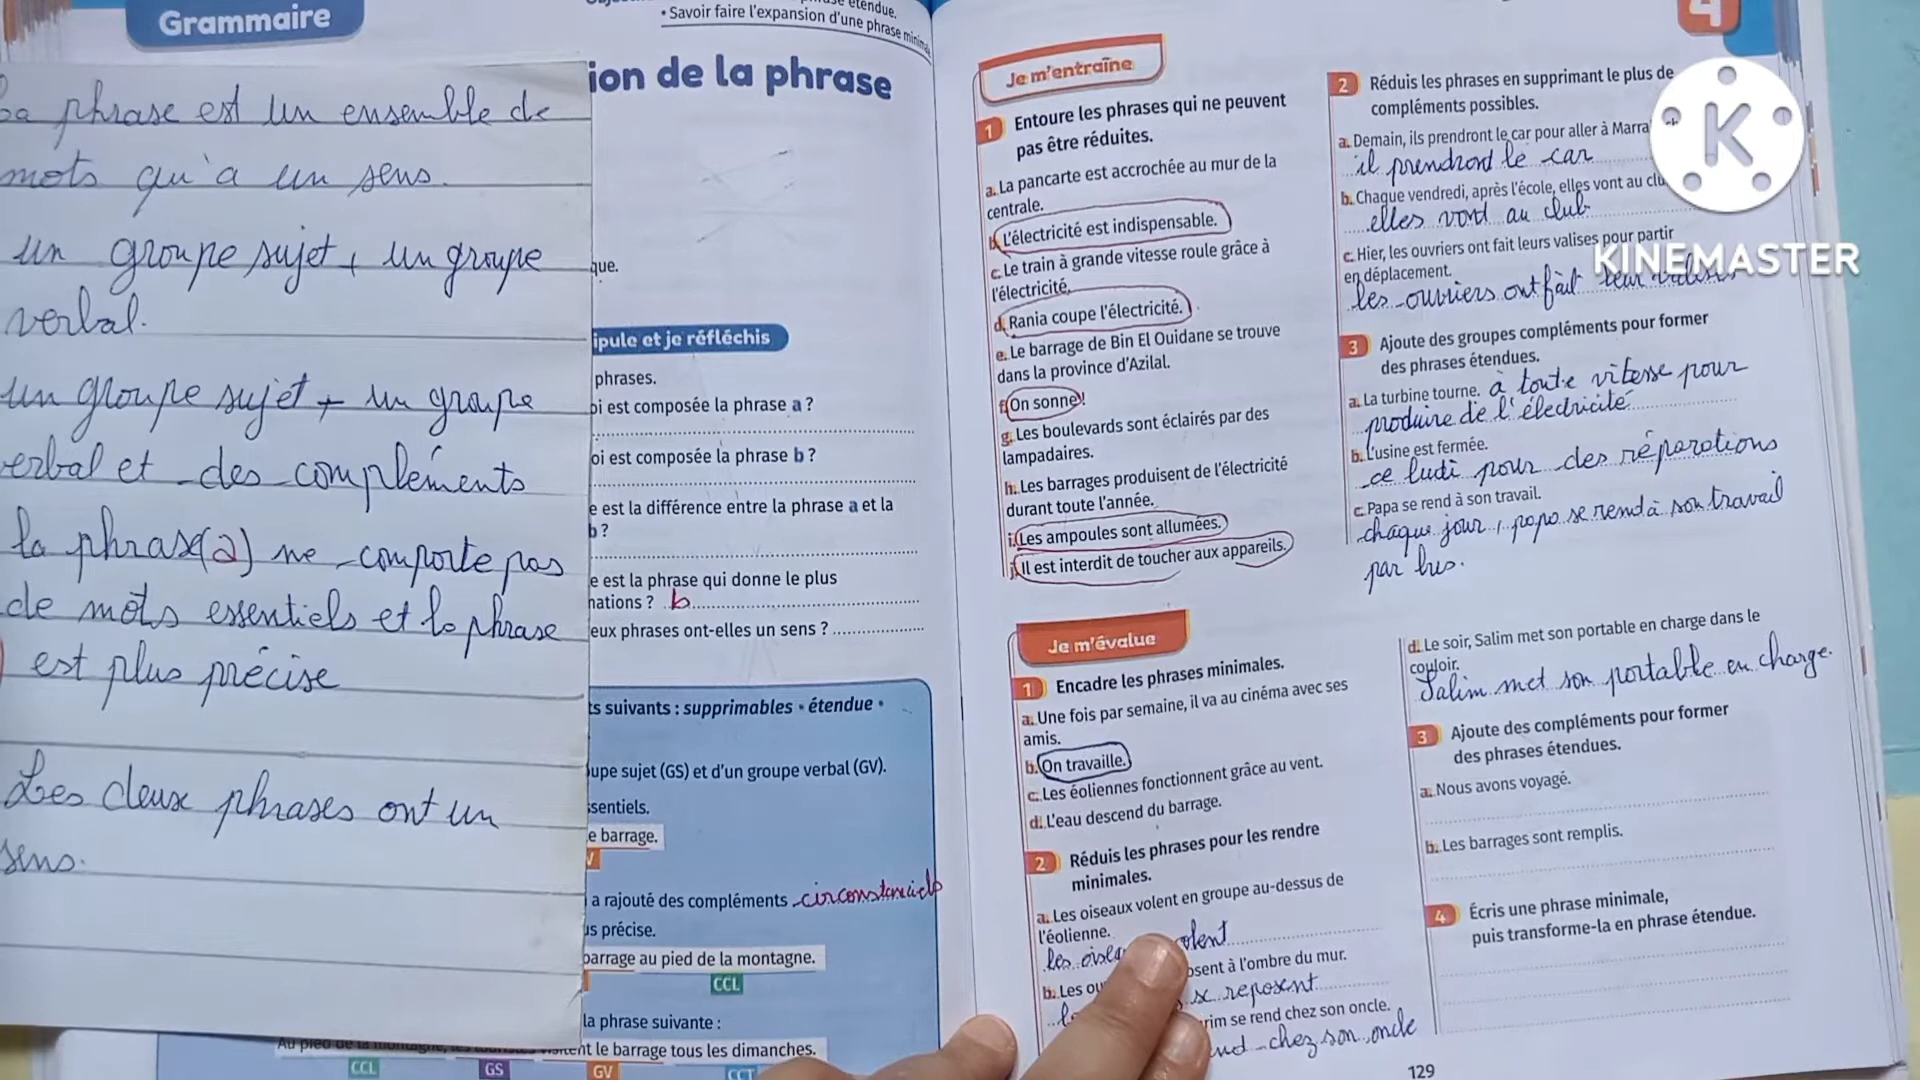 Grammaire
• Savoir faire l'expansion d'une phrase minim
ion de la phrase
phrase est un ensemble de
mots qu'a un sens.
un groupe sujet + un groupe
verbal.
un groupe sujet + un groupe
verbal et des compléments
la phrase(a) ne comporte pas
de mots essentiels et la phrase
est plus précise
Les deux phrases ont un
sens.
que.
ipule et je réfléchis
phrases.
oi est composée la phrase a ?
oi est composée la phrase b ?
e est la différence entre la phrase a et la
b ?
e est la phrase qui donne le plus
nations ? b
eux phrases ont-elles un sens ?
ts suivants : supprimables • étendue •
upe sujet (GS) et d'un groupe verbal (GV).
ssentiels.
e barrage.
V
a rajouté des compléments circonstanciels
us précise.
barrage au pied de la montagne.
CCL
la phrase suivante :
Au pied de la montagne, les touristes visitent le barrage tous les dimanches.
CCL GS GV CCT
4
Je m'entraîne
1 Entoure les phrases qui ne peuvent
pas être réduites.
a. La pancarte est accrochée au mur de la
centrale.
b. L'électricité est indispensable.
c. Le train à grande vitesse roule grâce à
l'électricité.
d. Rania coupe l'électricité.
e. Le barrage de Bin El Ouidane se trouve
dans la province d'Azilal.
f. On sonne !
g. Les boulevards sont éclairés par des
lampadaires.
h. Les barrages produisent de l'électricité
durant toute l'année.
i. Les ampoules sont allumées.
j. Il est interdit de toucher aux appareils.
2 Réduis les phrases en supprimant le plus de
compléments possibles.
a. Demain, ils prendront le car pour aller à Marra
il prendront le car
b. Chaque vendredi, après l'école, elles vont au clu
elles vont au club
c. Hier, les ouvriers ont fait leurs valises pour partir
en déplacement.
les ouvriers ont fait leur valises
3 Ajoute des groupes compléments pour former
des phrases étendues.
a. La turbine tourne. à toute vitesse pour
produire de l'électricité
b. L'usine est fermée.
ce ludi pour des réparations
c. Papa se rend à son travail.
chaque jour, papa se rend à son travail
par bus.
K
KINEMASTER
Je m'évalue
1 Encadre les phrases minimales.
a. Une fois par semaine, il va au cinéma avec ses
amis.
b. On travaille.
c. Les éoliennes fonctionnent grâce au vent.
d. L'eau descend du barrage.
2 Réduis les phrases pour les rendre
minimales.
a. Les oiseaux volent en groupe au-dessus de
l'éolienne.
les oisea olent
b. Les ou osent à l'ombre du mur.
se reposent
rim se rend chez son oncle.
end chez son oncle
d. Le soir, Salim met son portable en charge dans le
couloir.
Salim met son portable en charge.
3 Ajoute des compléments pour former
des phrases étendues.
a. Nous avons voyagé.
b. Les barrages sont remplis.
4 Écris une phrase minimale,
puis transforme-la en phrase étendue.
129